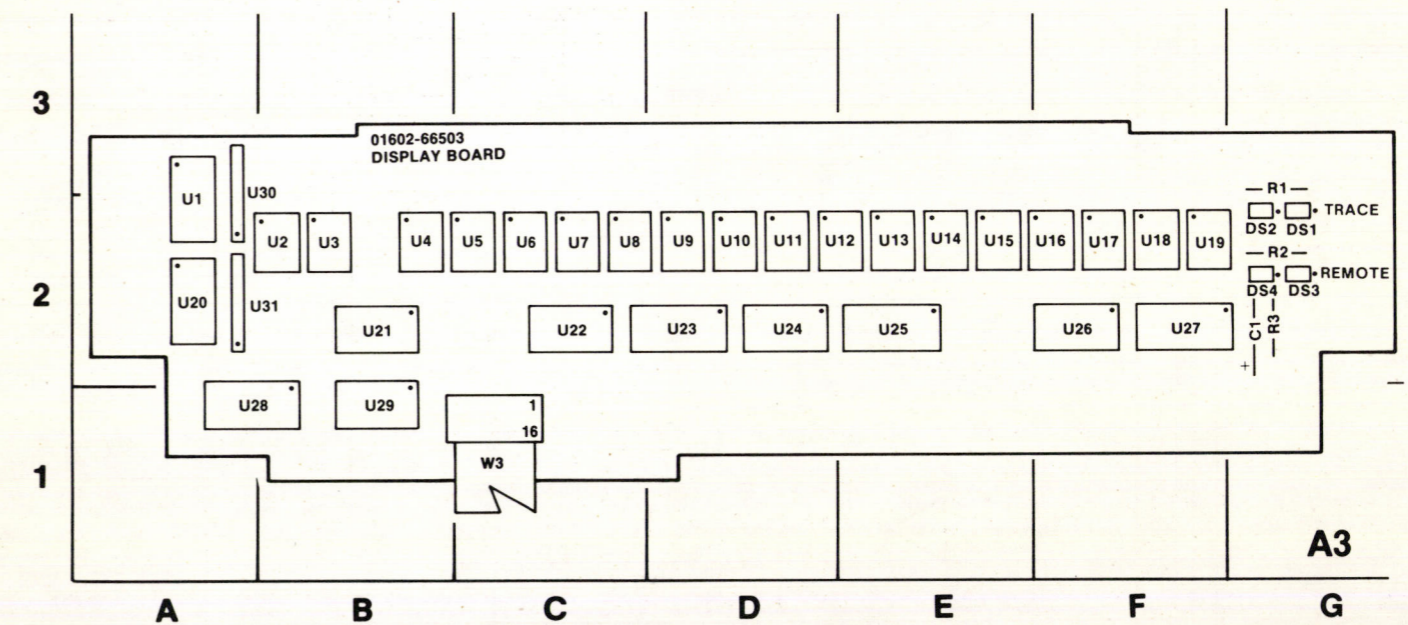 3
01602-66503
DISPLAY BOARD
U1
U30
R1
DS2 DS1 TRACE
U2 U3 U4 U5 U6 U7 U8 U9 U10 U11 U12 U13 U14 U15 U16 U17 U18 U19
R2
DS4 DS3 REMOTE
2
U20
U31
U21 U22 U23 U24 U25 U26 U27
C1 R3
+
U28 U29
1
16
W3
1
A3
A B C D E F G